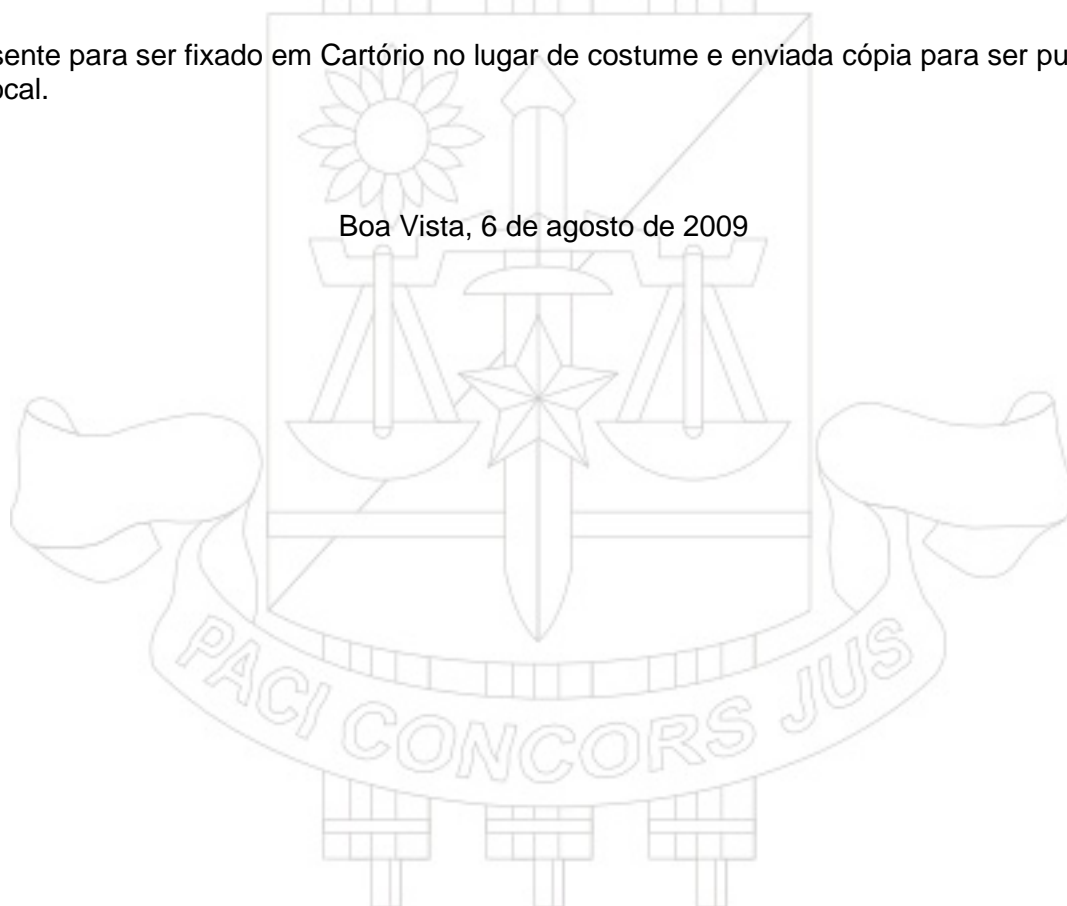 sente para ser fixado em Cartório no lugar de costume e enviada cópia para ser pu
ocal.
Boa Vista, 6 de agosto de 2009
PACI CONCORS JUS